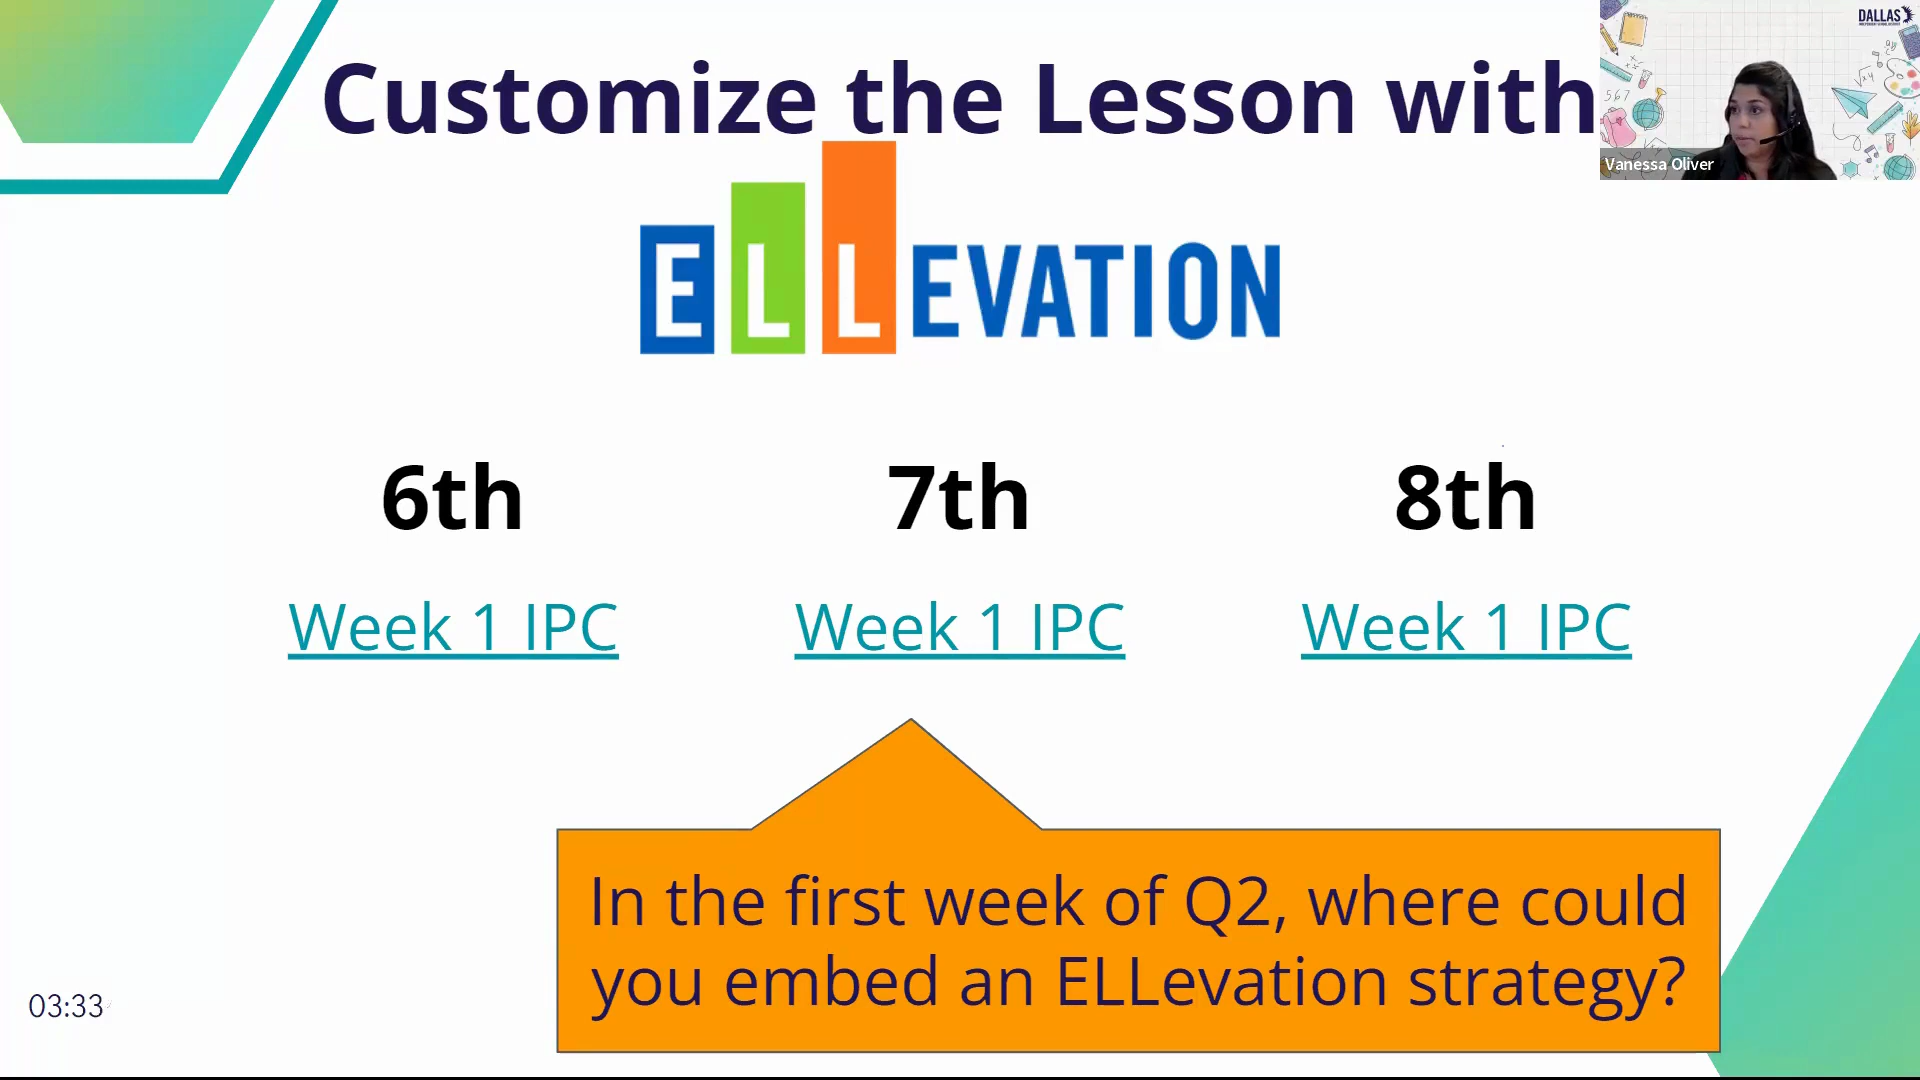 Customize the Lesson with
ELLEVATION
DALLAS
Vanessa Oliver
6th
7th
8th
Week 1 IPC
Week 1 IPC
Week 1 IPC
In the first week of Q2, where could
you embed an ELLevation strategy?
03:33